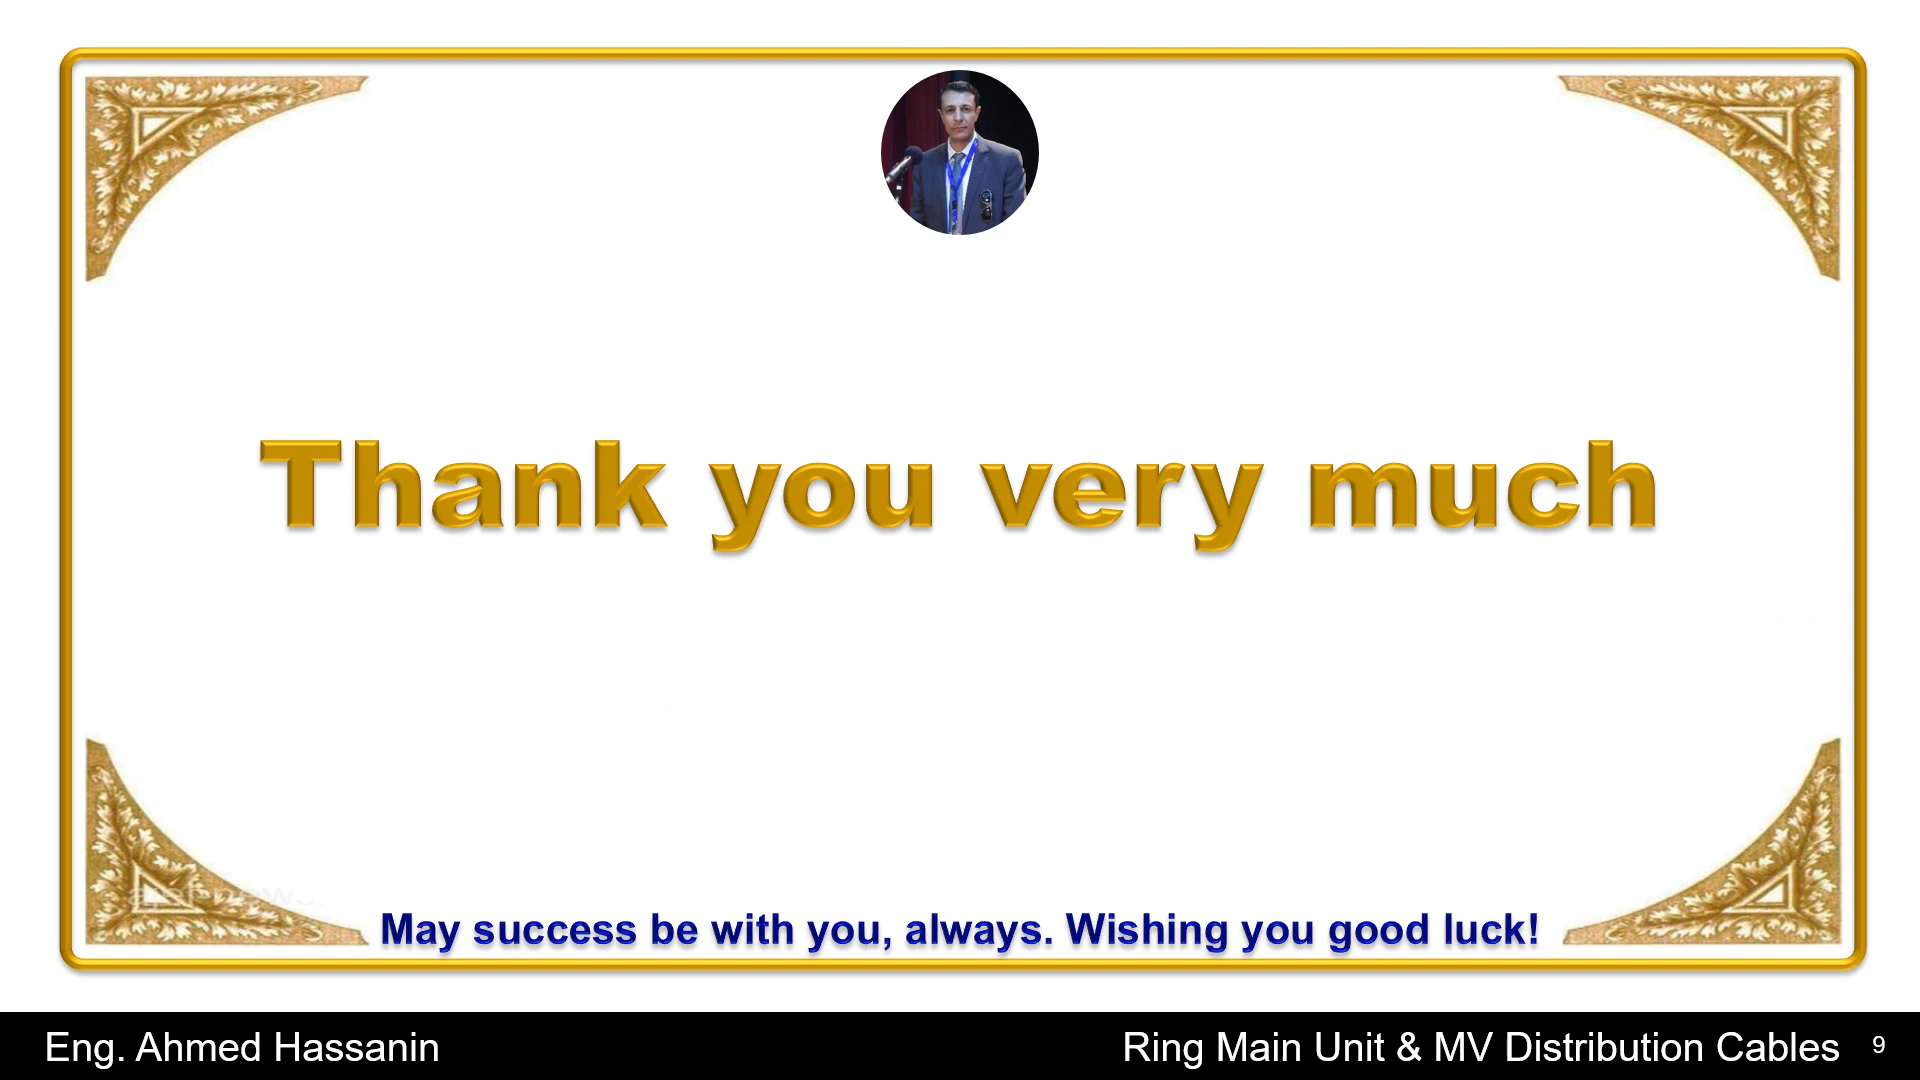 Thank you very much
May success be with you, always. Wishing you good luck!
Eng. Ahmed Hassanin
Ring Main Unit & MV Distribution Cables
9